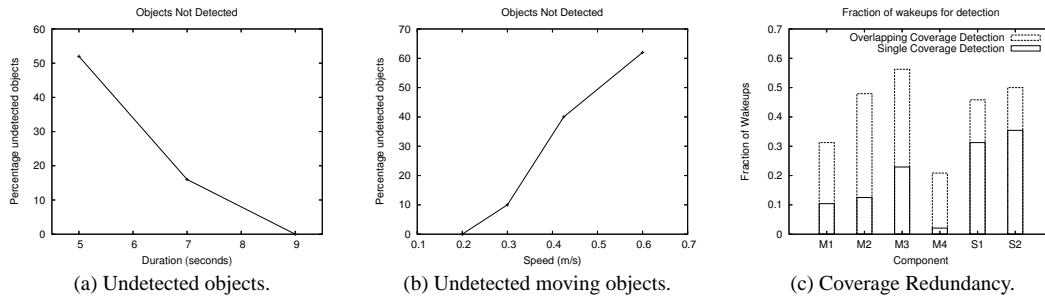 Objects Not Detected
Percentage undetected objects
60
50
40
30
20
10
0
5
6
7
8
9
Duration (seconds)
(a) Undetected objects.
Objects Not Detected
Percentage undetected objects
70
60
50
40
30
20
10
0
0.1
0.2
0.3
0.4
0.5
0.6
0.7
Speed (m/s)
(b) Undetected moving objects.
Fraction of wakeups for detection
Overlapping Coverage Detection
Single Coverage Detection
Fraction of Wakeups
0.7
0.6
0.5
0.4
0.3
0.2
0.1
0
M1
M2
M3
M4
S1
S2
Component
(c) Coverage Redundancy.